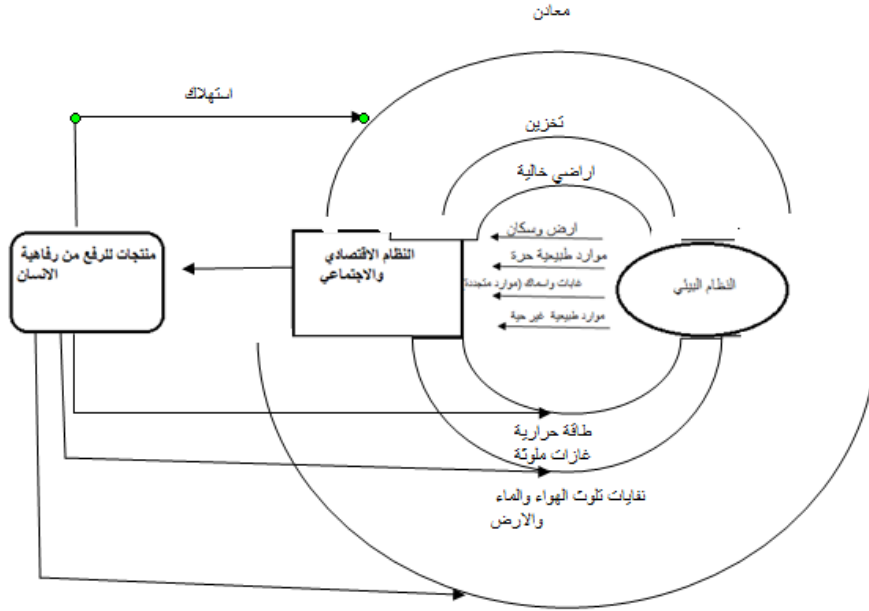 معادن
استهلاك
تخزين
اراضي خالية
ارض وسكان
موارد طبيعية حرة
غابات واسماك (موارد متجددة
موارد طبيعية غير حية
النظام البيئي
النظام الاقتصادي
والاجتماعي
منتجات للرفع من رفاهية
الانسان
طاقة حرارية
غازات ملوثة
نفايات تلوث الهواء والماء
والارض